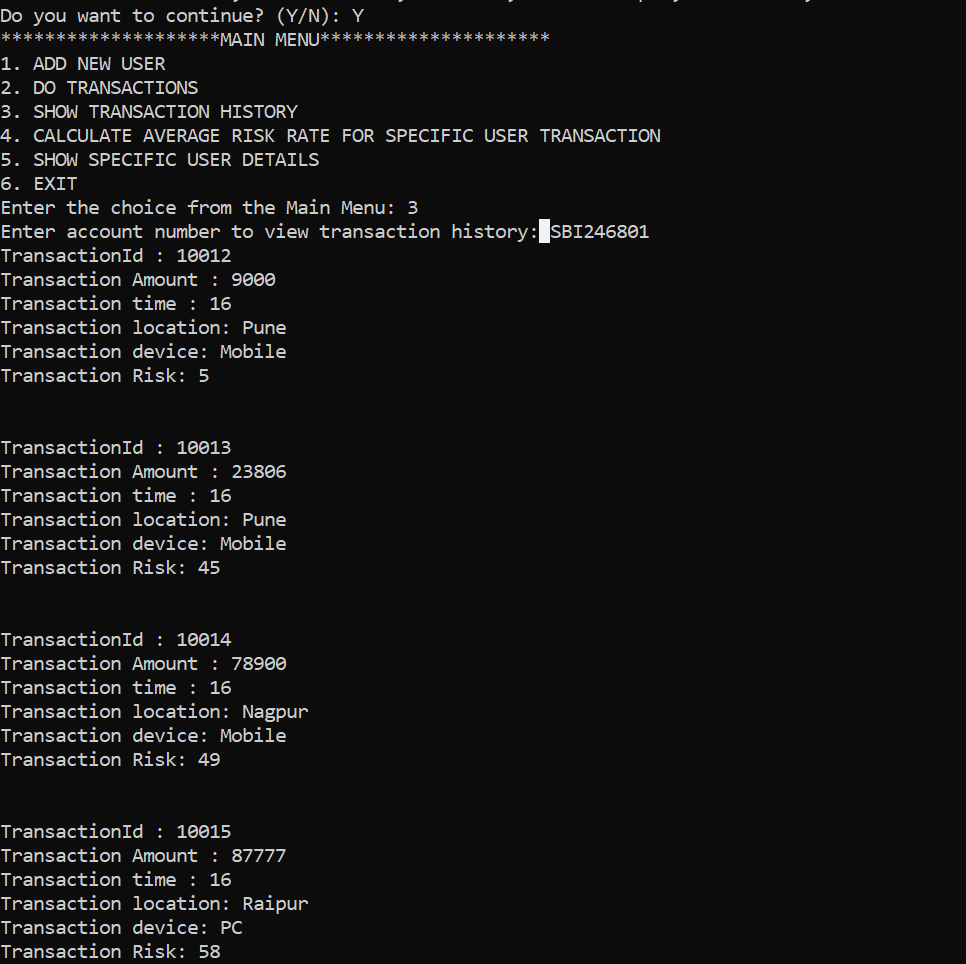 Do you want to continue? (Y/N): Y
********************MAIN MENU*********************
1. ADD NEW USER
2. DO TRANSACTIONS
3. SHOW TRANSACTION HISTORY
4. CALCULATE AVERAGE RISK RATE FOR SPECIFIC USER TRANSACTION
5. SHOW SPECIFIC USER DETAILS
6. EXIT
Enter the choice from the Main Menu: 3
Enter account number to view transaction history: SBI246801
TransactionId : 10012
Transaction Amount : 9000
Transaction time : 16
Transaction location: Pune
Transaction device: Mobile
Transaction Risk: 5
TransactionId : 10013
Transaction Amount : 23806
Transaction time : 16
Transaction location: Pune
Transaction device: Mobile
Transaction Risk: 45
TransactionId : 10014
Transaction Amount : 78900
Transaction time : 16
Transaction location: Nagpur
Transaction device: Mobile
Transaction Risk: 49
TransactionId : 10015
Transaction Amount : 87777
Transaction time : 16
Transaction location: Raipur
Transaction device: PC
Transaction Risk: 58